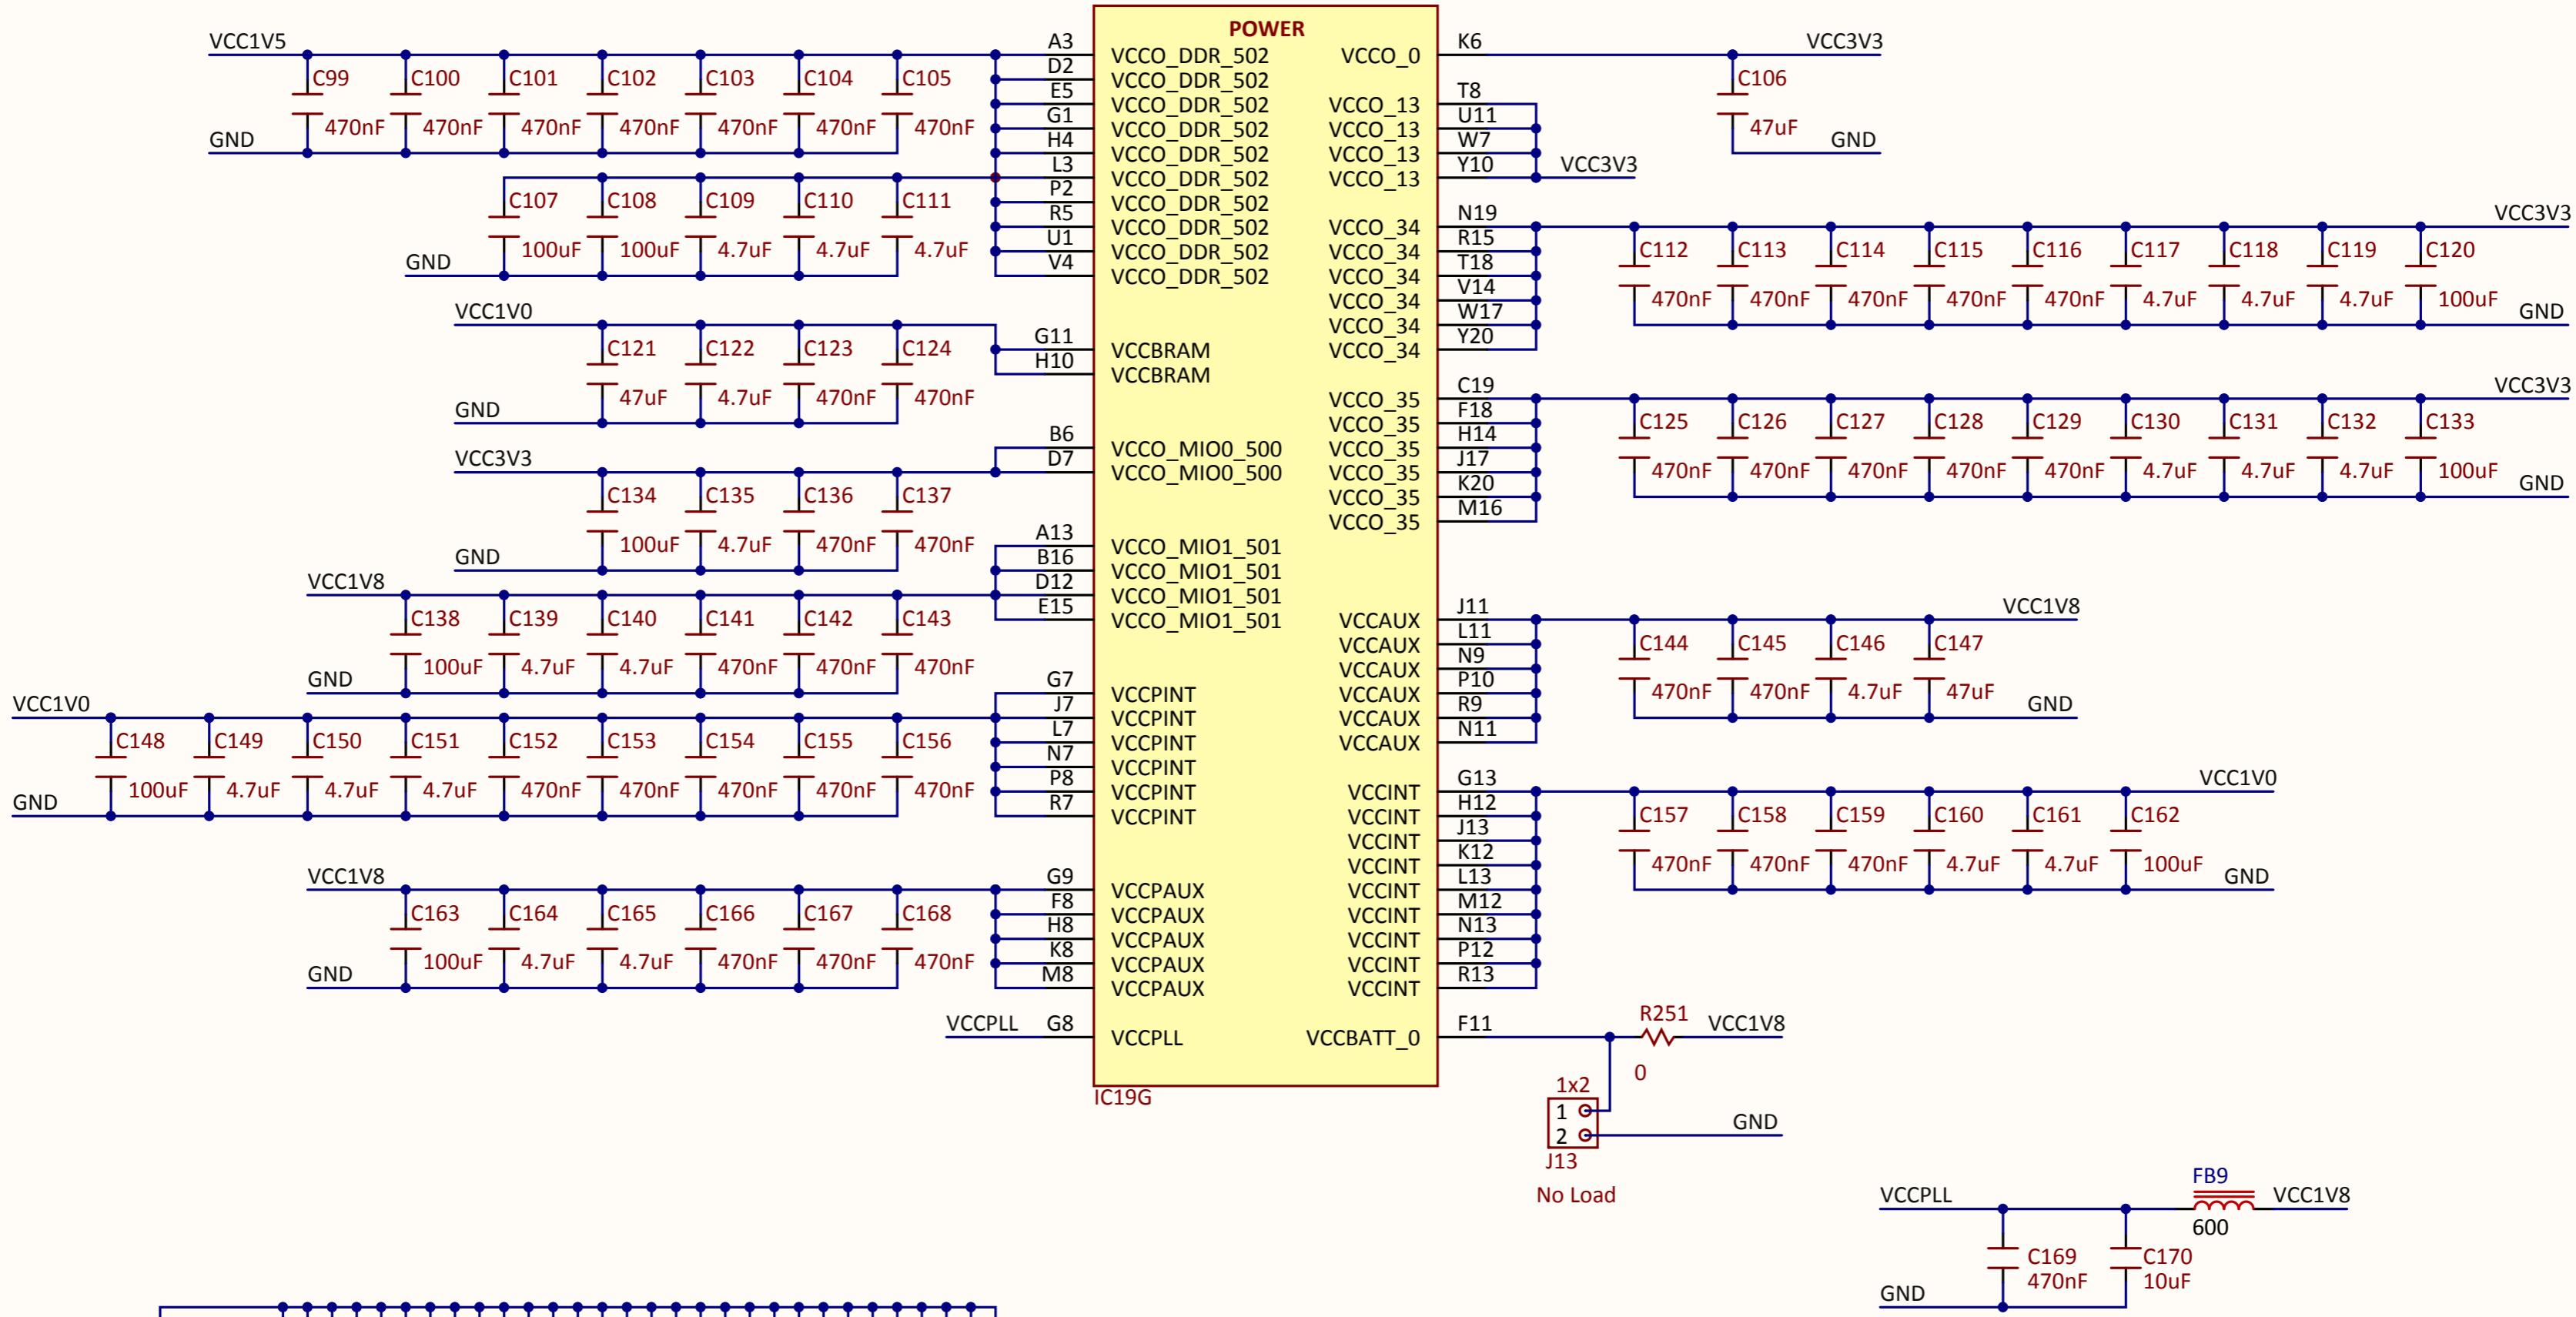 POWER
VCC1V5 A3 VCCO_DDR_502 VCCO_0 K6 VCC3V3
D2 VCCO_DDR_502
C99 C100 C101 C102 C103 C104 C105 C106
E5 VCCO_DDR_502 VCCO_13 T8
470nF 470nF 470nF 470nF 470nF 470nF 470nF 47uF
G1 VCCO_DDR_502 VCCO_13 U11
GND H4 VCCO_DDR_502 VCCO_13 W7 GND
L3 VCCO_DDR_502 VCCO_13 Y10 VCC3V3
P2 VCCO_DDR_502
C107 C108 C109 C110 C111
R5 VCCO_DDR_502 VCCO_34 N19 VCC3V3
100uF 100uF 4.7uF 4.7uF 4.7uF
U1 VCCO_DDR_502 VCCO_34 R15
C112 C113 C114 C115 C116 C117 C118 C119 C120
GND V4 VCCO_DDR_502 VCCO_34 T18
VCCO_34 V14
470nF 470nF 470nF 470nF 470nF 4.7uF 4.7uF 4.7uF 100uF
VCC1V0 VCCO_34 W17 GND
G11 VCCBRAM VCCO_34 Y20
C121 C122 C123 C124
H10 VCCBRAM
47uF 4.7uF 470nF 470nF
VCCO_35 C19 VCC3V3
GND VCCO_35 F18
C125 C126 C127 C128 C129 C130 C131 C132 C133
B6 VCCO_MIO0_500 VCCO_35 H14
VCC3V3 D7 VCCO_MIO0_500 VCCO_35 J17
470nF 470nF 470nF 470nF 470nF 4.7uF 4.7uF 4.7uF 100uF
C134 C135 C136 C137
VCCO_35 K20 GND
VCCO_35 M16
100uF 4.7uF 470nF 470nF
A13 VCCO_MIO1_501
GND B16 VCCO_MIO1_501
VCC1V8 D12 VCCO_MIO1_501
E15 VCCO_MIO1_501 VCCAUX J11 VCC1V8
C138 C139 C140 C141 C142 C143
VCCAUX L11
C144 C145 C146 C147
100uF 4.7uF 4.7uF 470nF 470nF 470nF
VCCAUX N9
GND G7 VCCPINT VCCAUX P10
470nF 470nF 4.7uF 47uF
VCC1V0 J7 VCCPINT VCCAUX R9 GND
L7 VCCPINT VCCAUX N11
C148 C149 C150 C151 C152 C153 C154 C155 C156
N7 VCCPINT
100uF 4.7uF 4.7uF 4.7uF 470nF 470nF 470nF 470nF 470nF
P8 VCCPINT VCCINT G13 VCC1V0
GND R7 VCCPINT VCCINT H12
C157 C158 C159 C160 C161 C162
VCCINT J13
VCCINT K12
470nF 470nF 470nF 4.7uF 4.7uF 100uF
VCC1V8 G9 VCCPAUX VCCINT L13 GND
F8 VCCPAUX VCCINT M12
C163 C164 C165 C166 C167 C168
H8 VCCPAUX VCCINT N13
K8 VCCPAUX VCCINT P12
100uF 4.7uF 4.7uF 470nF 470nF 470nF
GND M8 VCCPAUX VCCINT R13
R251
VCCPLL G8 VCCPLL VCCBATT_0 F11 VCC1V8
0
IC19G
1x2
1
2 GND
J13
No Load
FB9
VCCPLL VCC1V8
600
C169 C170
470nF 10uF
GND